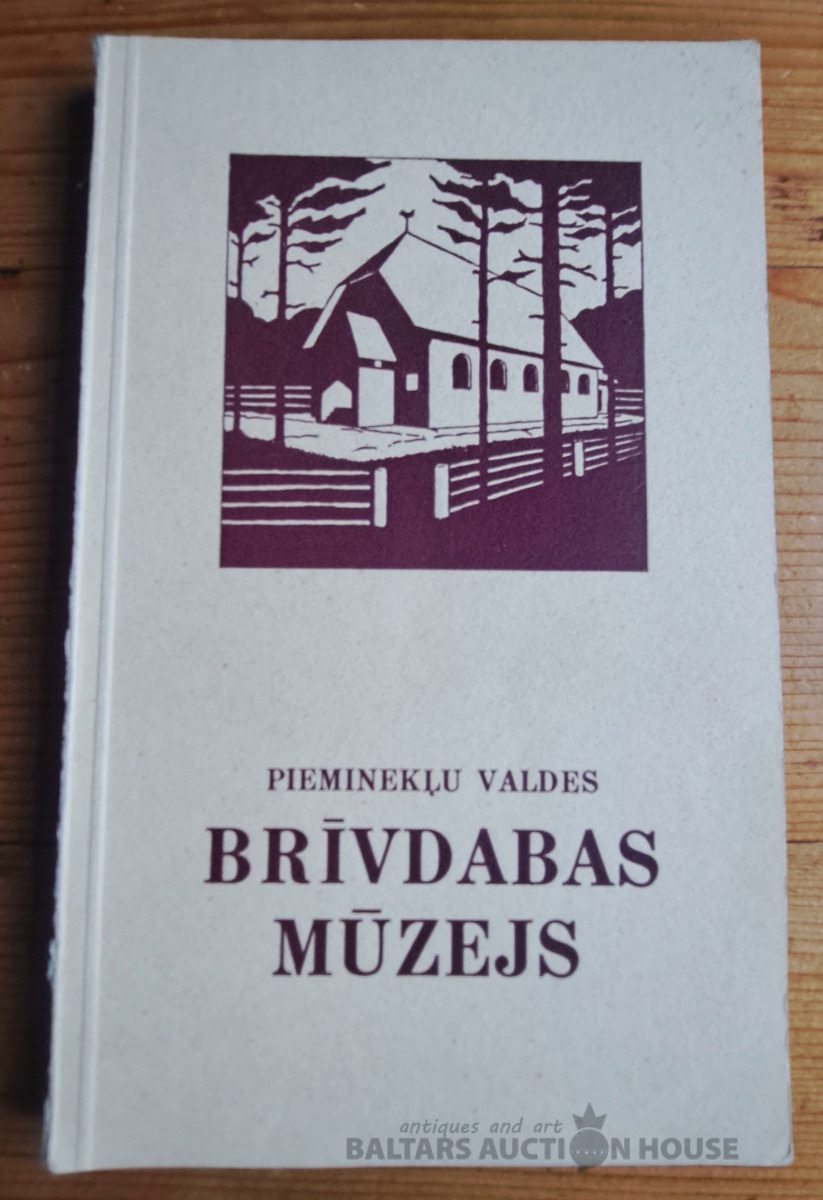 PIEMINEKĻU VALDES
BRĪVDABAS
MŪZEJS
antiques and art
BALTARS AUCTION HOUSE